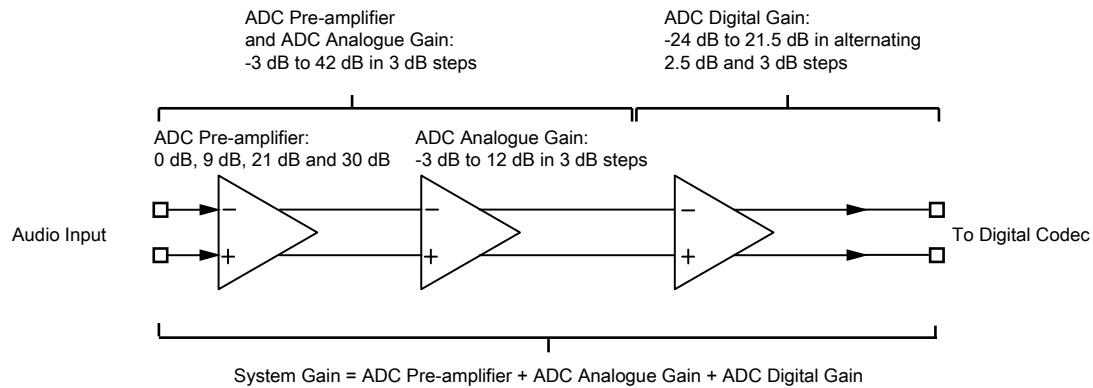 ADC Pre-amplifier
and ADC Analogue Gain:
-3 dB to 42 dB in 3 dB steps
ADC Digital Gain:
-24 dB to 21.5 dB in alternating
2.5 dB and 3 dB steps
ADC Pre-amplifier:
0 dB, 9 dB, 21 dB and 30 dB
ADC Analogue Gain:
-3 dB to 12 dB in 3 dB steps
Audio Input
−
+
−
+
−
+
To Digital Codec
System Gain = ADC Pre-amplifier + ADC Analogue Gain + ADC Digital Gain